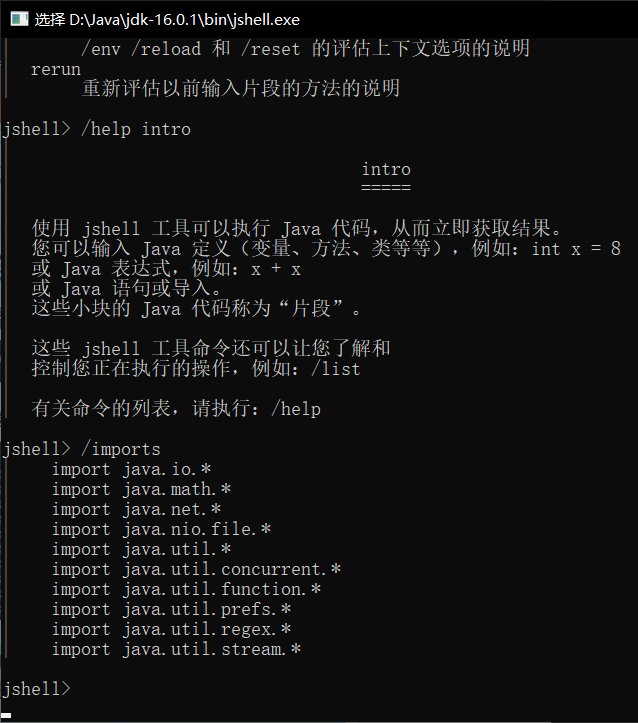 选择 D:\Java\jdk-16.0.1\bin\jshell.exe
/env /reload 和 /reset 的评估上下文选项的说明
rerun
重新评估以前输入片段的方法的说明
jshell> /help intro
intro
=====
使用 jshell 工具可以执行 Java 代码，从而立即获取结果。
您可以输入 Java 定义（变量、方法、类等等），例如：int x = 8
或 Java 表达式，例如：x + x
或 Java 语句或导入。
这些小块的 Java 代码称为“片段”。
这些 jshell 工具命令还可以让您了解和
控制您正在执行的操作，例如：/list
有关命令的列表，请执行：/help
jshell> /imports
import java.io.*
import java.math.*
import java.net.*
import java.nio.file.*
import java.util.*
import java.util.concurrent.*
import java.util.function.*
import java.util.prefs.*
import java.util.regex.*
import java.util.stream.*
jshell>